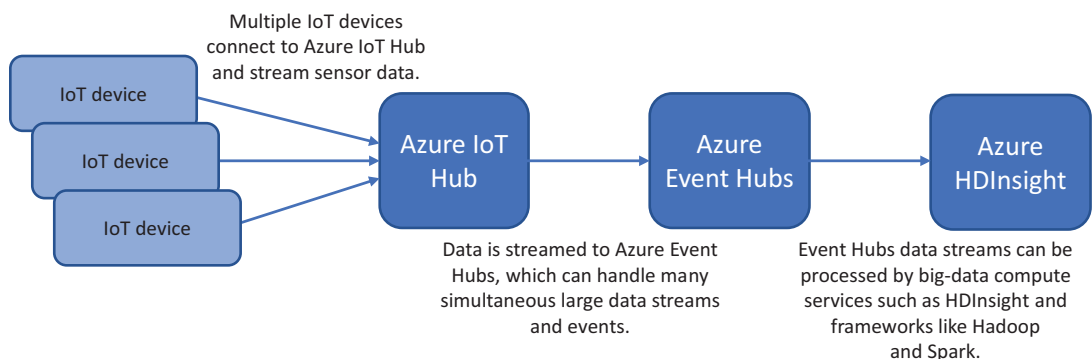 Multiple IoT devices
connect to Azure IoT Hub
and stream sensor data.
IoT device
IoT device
IoT device
Azure IoT
Hub
Azure
Event Hubs
Azure
HDInsight
Data is streamed to Azure Event
Hubs, which can handle many
simultaneous large data streams
and events.
Event Hubs data streams can be
processed by big-data compute
services such as HDInsight and
frameworks like Hadoop
and Spark.